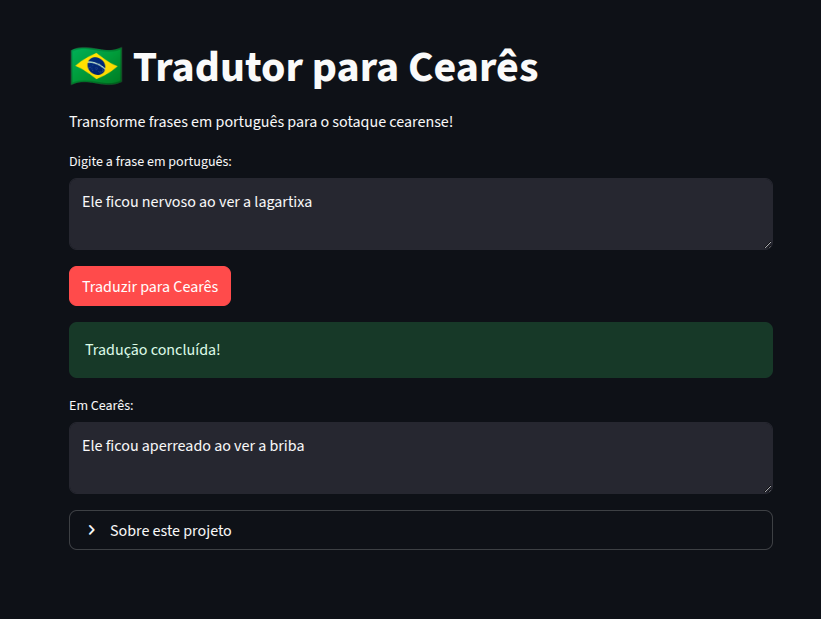 Tradutor para Cearês
Transforme frases em português para o sotaque cearense!
Digite a frase em português:
Ele ficou nervoso ao ver a lagartixa
Traduzir para Cearês
Tradução concluída!
Em Cearês:
Ele ficou aperreado ao ver a briba
Sobre este projeto